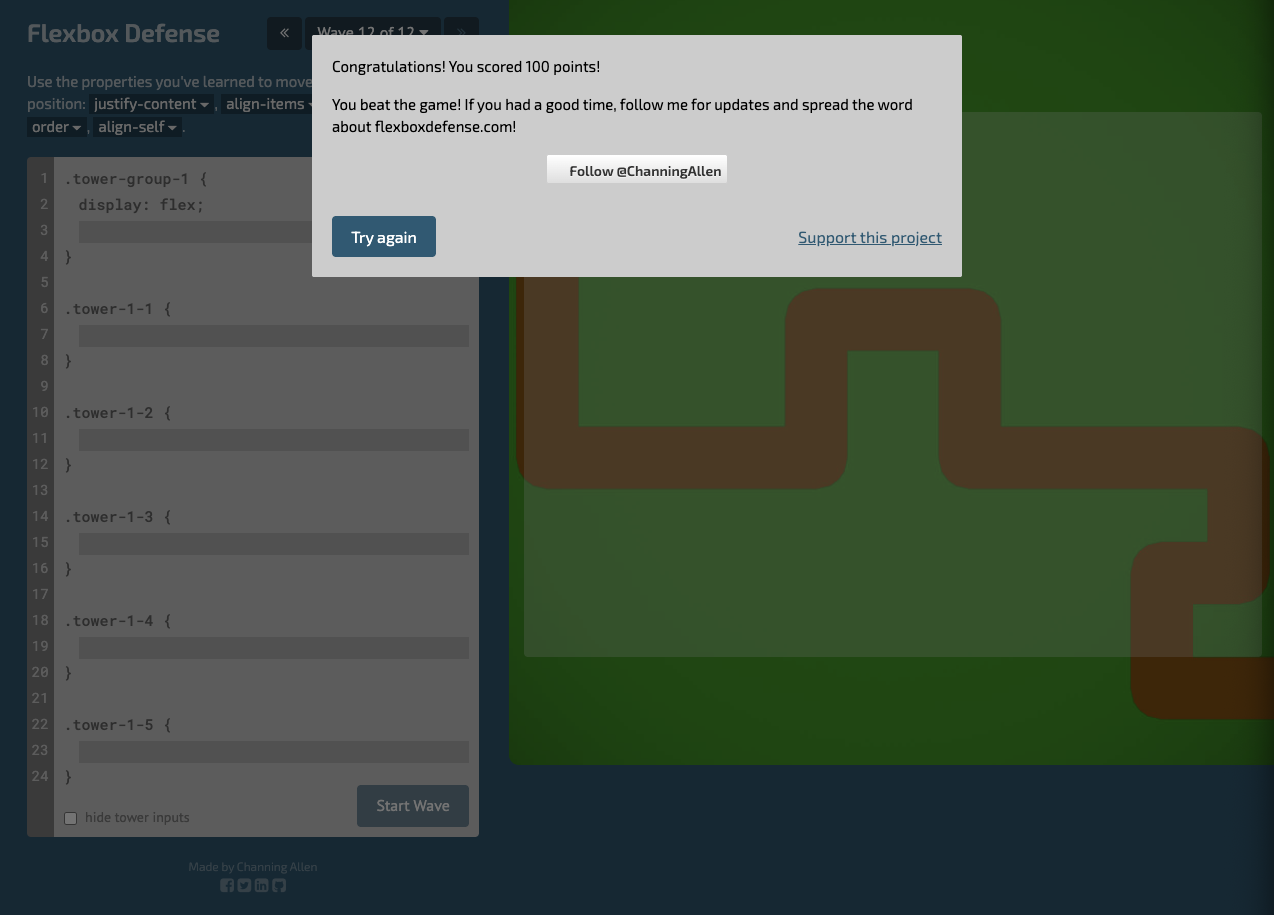 Flexbox Defense
«
Wave 12 of 12
»
Congratulations! You scored 100 points!
You beat the game! If you had a good time, follow me for updates and spread the word
about flexboxdefense.com!
Follow @ChanningAllen
Try again
Support this project
Use the properties you've learned to move
position: justify-content , align-items
order , align-self .
1 .tower-group-1 {
2 display: flex;
3
4 }
5
6 .tower-1-1 {
7
8 }
9
10 .tower-1-2 {
11
12 }
13
14 .tower-1-3 {
15
16 }
17
18 .tower-1-4 {
19
20 }
21
22 .tower-1-5 {
23
24 }
hide tower inputs
Start Wave
Made by Channing Allen